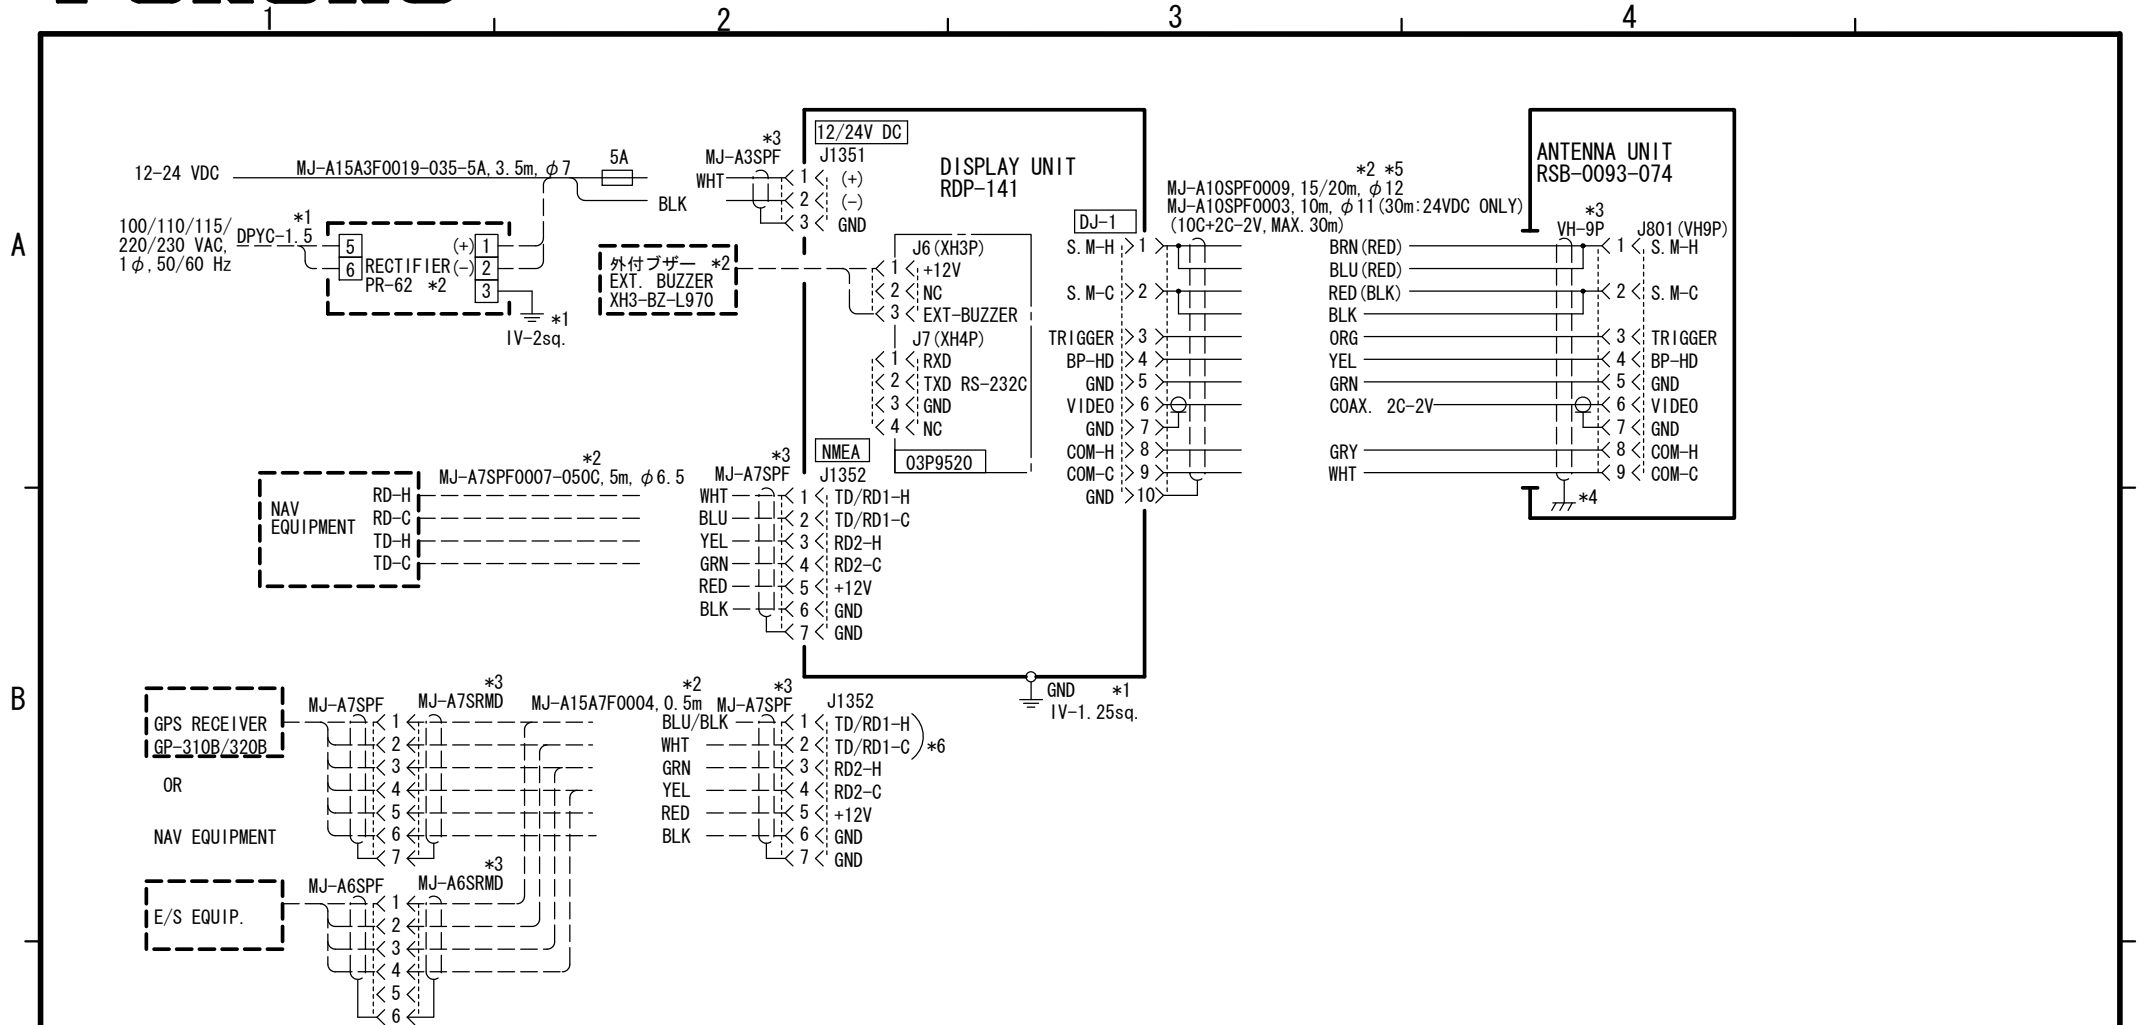 FURUNO
1 2 3 4
A
B
12-24 VDC
MJ-A15A3F0019-035-5A, 3.5m, φ7
5A
BLK
*3
MJ-A3SPF
WHT
12/24V DC
J1351
1 (+)
2 (-)
3 GND
DISPLAY UNIT
RDP-141
100/110/115/
220/230 VAC,
1φ, 50/60 Hz
*1
DPYC-1.5
5
6
RECTIFIER
PR-62 *2
(+) 1
(-) 2
3
*1
IV-2sq.
外付ブザー *2
EXT. BUZZER
XH3-BZ-L970
J6(XH3P)
1 +12V
2 NC
3 EXT-BUZZER
J7(XH4P)
1 RXD
2 TXD RS-232C
3 GND
4 NC
03P9520
DJ-1
S.M-H 1
S.M-C 2
TRIGGER 3
BP-HD 4
GND 5
VIDEO 6
GND 7
COM-H 8
COM-C 9
GND 10
*2 *5
MJ-A10SPF0009, 15/20m, φ12
MJ-A10SPF0003, 10m, φ11(30m:24VDC ONLY)
(10C+2C-2V, MAX. 30m)
BRN(RED)
BLU(RED)
RED(BLK)
BLK
ORG
YEL
GRN
COAX. 2C-2V
GRY
WHT
ANTENNA UNIT
RSB-0093-074
*3
VH-9P
J801(VH9P)
1 S.M-H
2 S.M-C
3 TRIGGER
4 BP-HD
5 GND
6 VIDEO
7 GND
8 COM-H
9 COM-C
*4
NAV
EQUIPMENT
RD-H
RD-C
TD-H
TD-C
*2
MJ-A7SPF0007-050C, 5m, φ6.5
*3
MJ-A7SPF
NMEA
J1352
WHT 1 TD/RD1-H
BLU 2 TD/RD1-C
YEL 3 RD2-H
GRN 4 RD2-C
RED 5 +12V
BLK 6 GND
7 GND
GND *1
IV-1.25sq.
GPS RECEIVER
GP-310B/320B
OR
NAV EQUIPMENT
MJ-A7SPF
*3
MJ-A7SRMD
1
2
3
4
5
6
7
*2
MJ-A15A7F0004, 0.5m
*3
MJ-A7SPF
J1352
BLU/BLK 1 TD/RD1-H
WHT 2 TD/RD1-C *6
GRN 3 RD2-H
YEL 4 RD2-C
RED 5 +12V
BLK 6 GND
7 GND
E/S EQUIP.
MJ-A6SPF
*3
MJ-A6SRMD
1
2
3
4
5
6